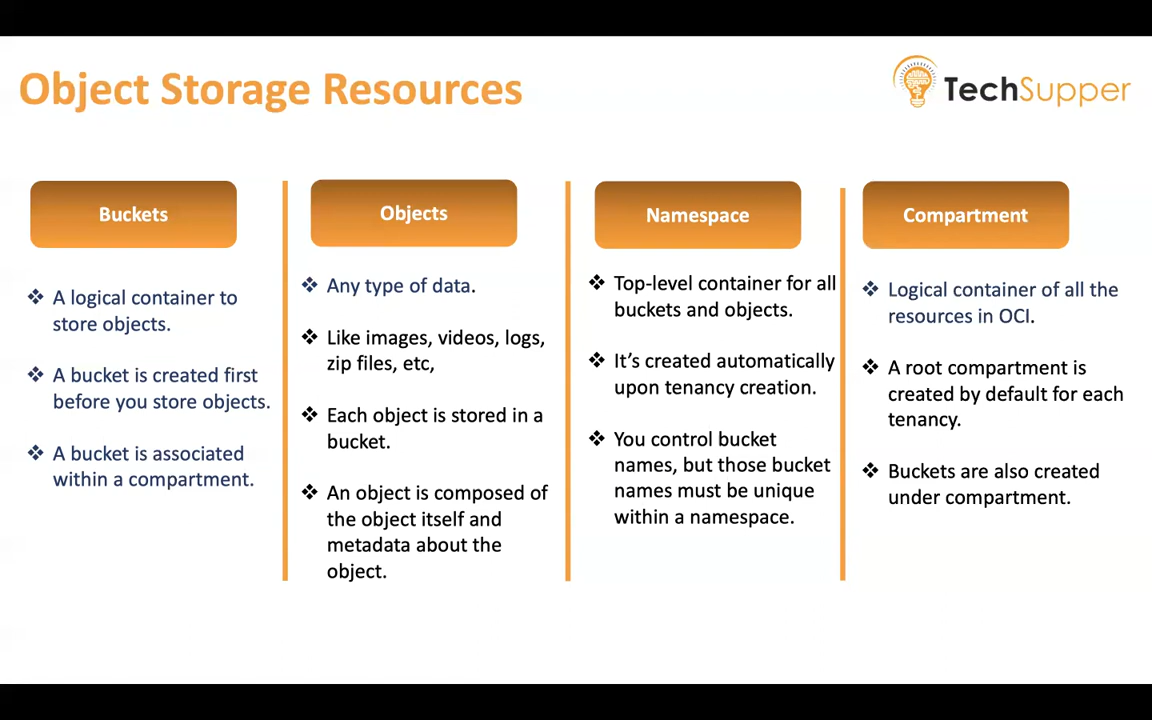 Object Storage Resources
TechSupper
Buckets
A logical container to
store objects.
A bucket is created first
before you store objects.
A bucket is associated
within a compartment.
Objects
Any type of data.
Like images, videos, logs,
zip files, etc,
Each object is stored in a
bucket.
An object is composed of
the object itself and
metadata about the
object.
Namespace
Top-level container for all
buckets and objects.
It’s created automatically
upon tenancy creation.
You control bucket
names, but those bucket
names must be unique
within a namespace.
Compartment
Logical container of all the
resources in OCI.
A root compartment is
created by default for each
tenancy.
Buckets are also created
under compartment.